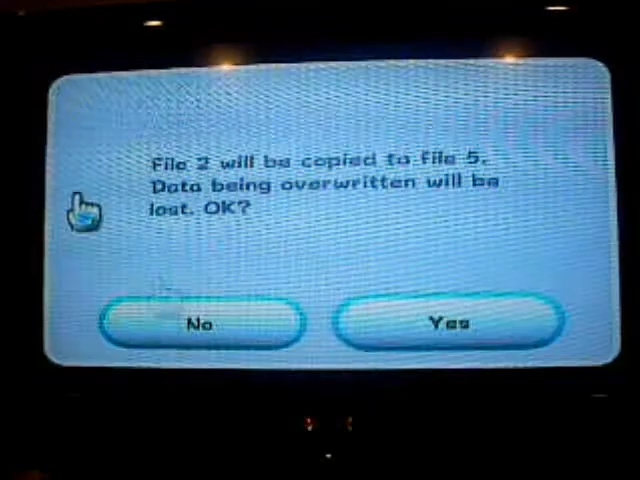 File 2 will be copied to file 5.
Data being overwritten will be
lost. OK?
No
Yes